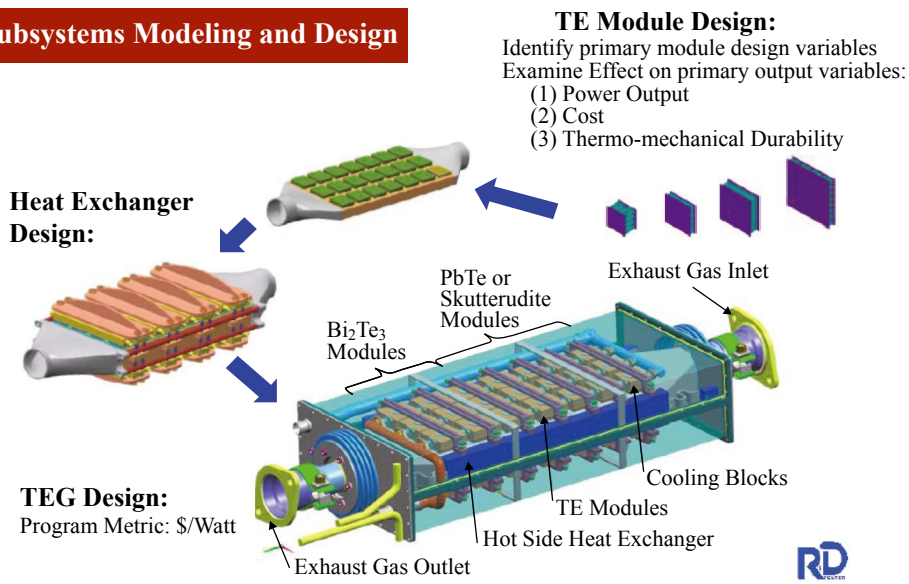 ubsystems Modeling and Design
TE Module Design:
Identify primary module design variables
Examine Effect on primary output variables:
(1) Power Output
(2) Cost
(3) Thermo-mechanical Durability
Heat Exchanger
Design:
Exhaust Gas Inlet
PbTe or
Skutterudite
Modules
Bi₂Te₃
Modules
Cooling Blocks
TE Modules
Hot Side Heat Exchanger
Exhaust Gas Outlet
TEG Design:
Program Metric: $/Watt
RD